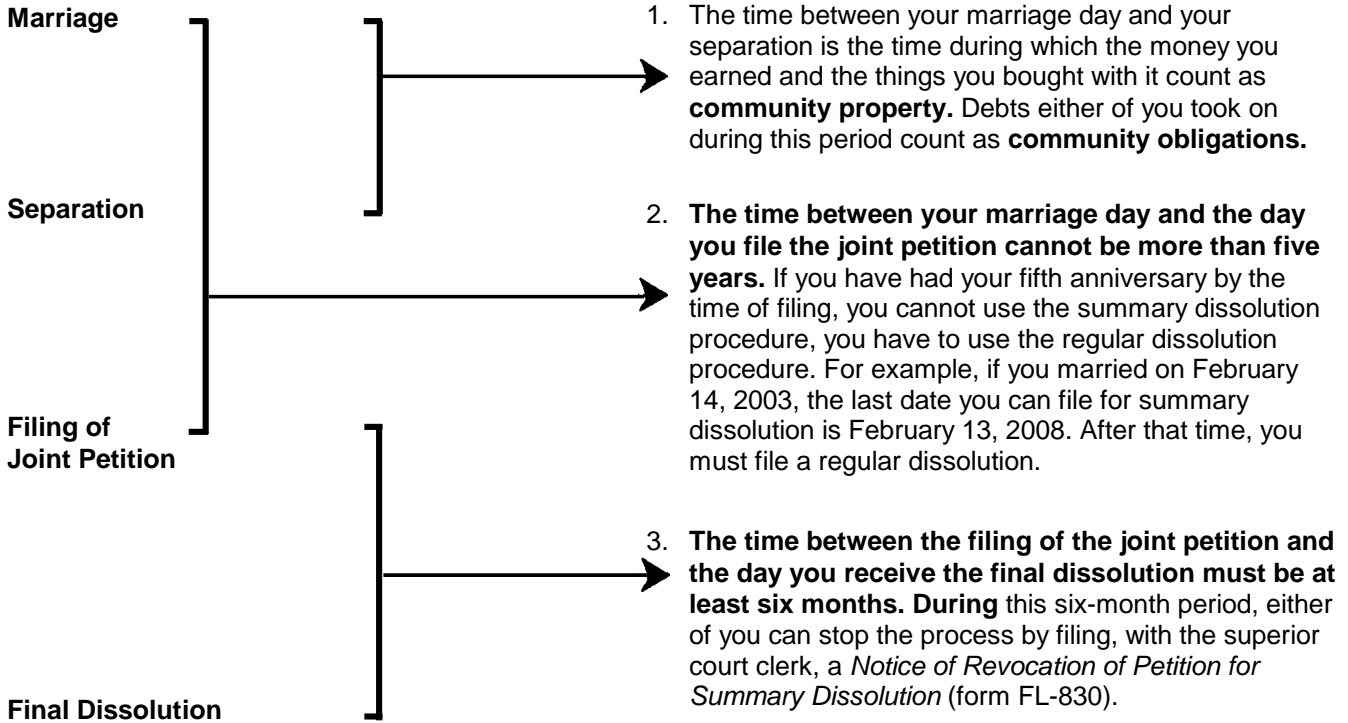 Marriage
1. The time between your marriage day and your
separation is the time during which the money you
earned and the things you bought with it count as
community property. Debts either of you took on
during this period count as community obligations.
Separation
2. The time between your marriage day and the day
you file the joint petition cannot be more than five
years. If you have had your fifth anniversary by the
time of filing, you cannot use the summary dissolution
procedure, you have to use the regular dissolution
procedure. For example, if you married on February
14, 2003, the last date you can file for summary
dissolution is February 13, 2008. After that time, you
must file a regular dissolution.
Filing of
Joint Petition
3. The time between the filing of the joint petition and
the day you receive the final dissolution must be at
least six months. During this six-month period, either
of you can stop the process by filing, with the superior
court clerk, a Notice of Revocation of Petition for
Summary Dissolution (form FL-830).
Final Dissolution